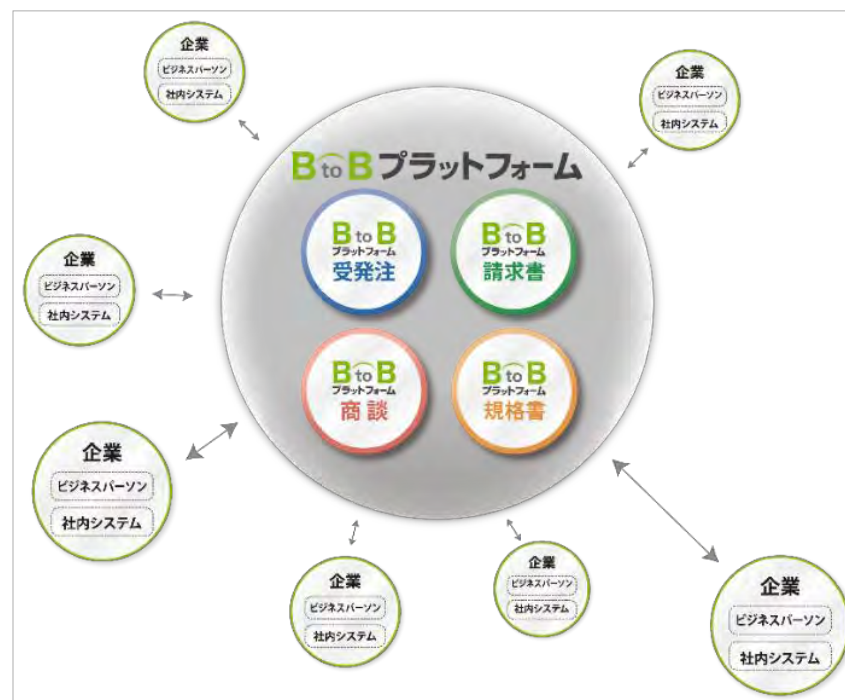 企業
ビジネスパーソン
社内システム
企業
ビジネスパーソン
社内システム
BtoBプラットフォーム
BtoB
プラットフォーム
受発注
BtoB
プラットフォーム
請求書
企業
ビジネスパーソン
社内システム
BtoB
プラットフォーム
商談
BtoB
プラットフォーム
規格書
企業
ビジネスパーソン
社内システム
企業
ビジネスパーソン
社内システム
企業
ビジネスパーソン
社内システム
企業
ビジネスパーソン
社内システム